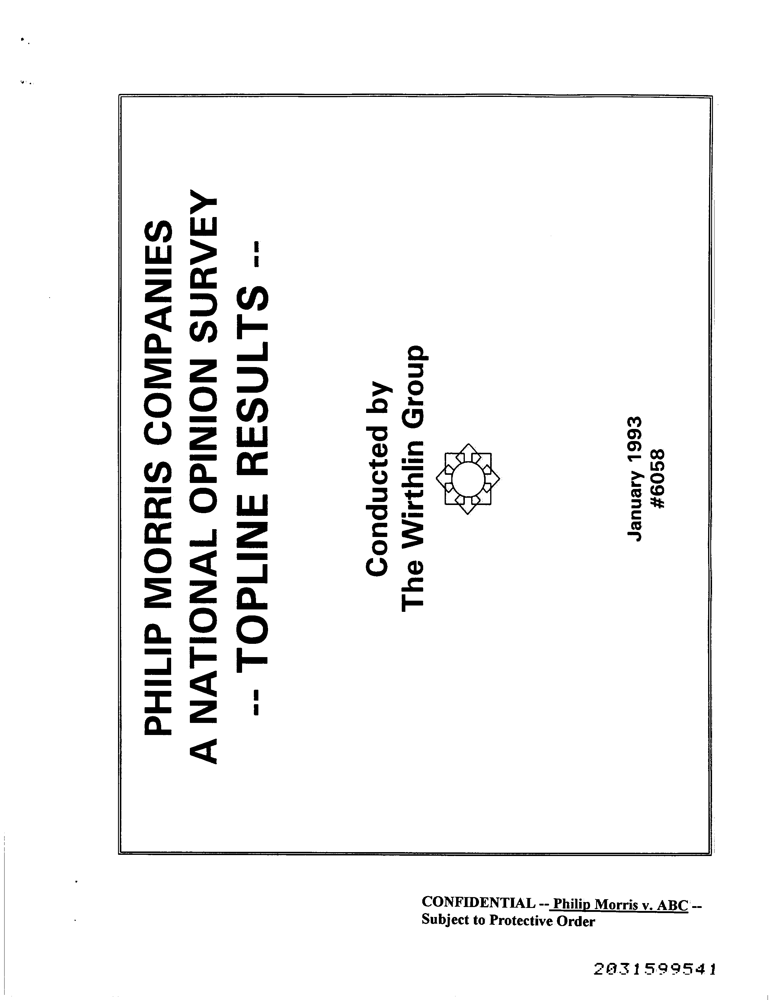 PHILIP MORRIS COMPANIES
A NATIONAL OPINION SURVEY
-- TOPLINE RESULTS --
Conducted by
The Wirthlin Group
January 1993
#6058
CONFIDENTIAL -- Philip Morris v. ABC --
Subject to Protective Order
2031599541